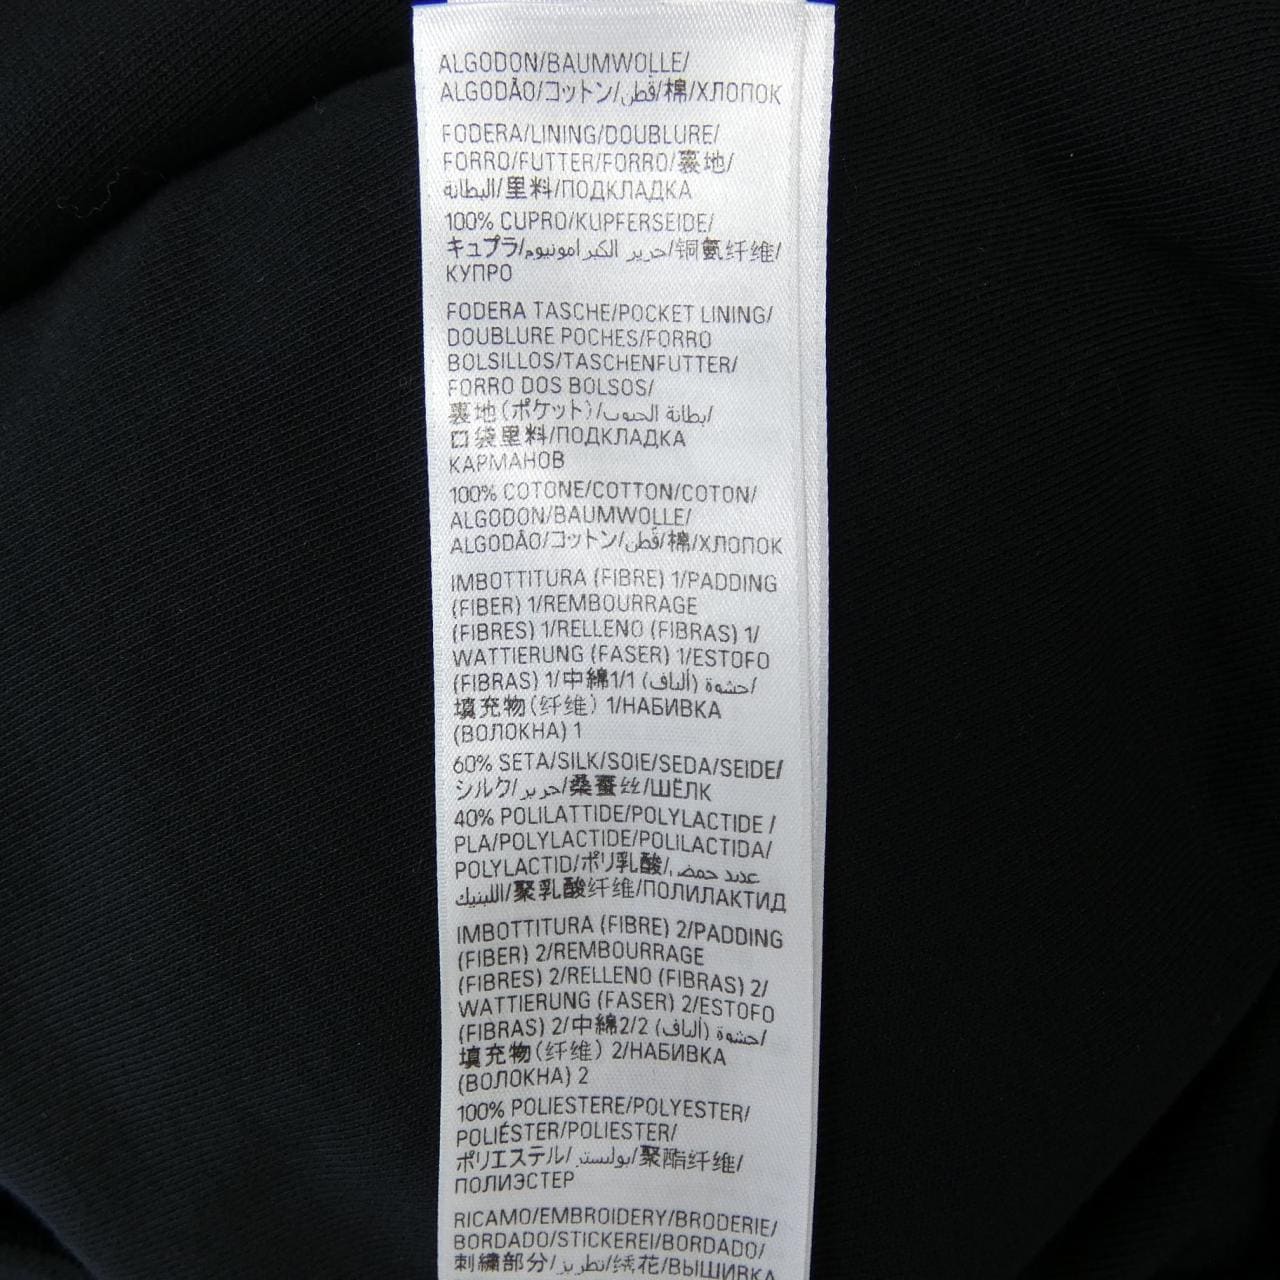 ALGODON/BAUMWOLLE/
ALGODÃO/コットン/قطن/棉/ХЛОПОК
FODERA/LINING/DOUBLURE/
FORRO/FUTTER/FORRO/裏地/
البطانة/里料/ПОДКЛАДКА
100% CUPRO/KUPFERSEIDE/
キュプラ/حرير الكبرامونيوم/铜氨纤维/
КУПРО
FODERA TASCHE/POCKET LINING/
DOUBLURE POCHES/FORRO
BOLSILLOS/TASCHENFUTTER/
FORRO DOS BOLSOS/
裏地(ポケット)/بطانة الجيوب/
口袋里料/ПОДКЛАДКА
КАРМАНОВ
100% COTONE/COTTON/COTON/
ALGODON/BAUMWOLLE/
ALGODÃO/コットン/قطن/棉/ХЛОПОК
IMBOTTITURA (FIBRE) 1/PADDING
(FIBER) 1/REMBOURRAGE
(FIBRES) 1/RELLENO (FIBRAS) 1/
WATTIERUNG (FASER) 1/ESTOFO
(FIBRAS) 1/中綿1/حشوة (ألياف) 1/
填充物(纤维) 1/НАБИВКА
(ВОЛОКНА) 1
60% SETA/SILK/SOIE/SEDA/SEIDE/
シルク/حرير/桑蚕丝/ШЁЛК
40% POLILATTIDE/POLYLACTIDE /
PLA/POLYLACTIDE/POLILACTIDA/
POLYLACTID/ポリ乳酸/عديد حمض
اللبنيك/聚乳酸纤维/ПОЛИЛАКТИД
IMBOTTITURA (FIBRE) 2/PADDING
(FIBER) 2/REMBOURRAGE
(FIBRES) 2/RELLENO (FIBRAS) 2/
WATTIERUNG (FASER) 2/ESTOFO
(FIBRAS) 2/中綿2/حشوة (ألياف) 2/
填充物(纤维) 2/НАБИВКА
(ВОЛОКНА) 2
100% POLIESTERE/POLYESTER/
POLIÉSTER/POLIESTER/
ポリエステル/بوليستر/聚酯纤维/
ПОЛИЭСТЕР
RICAMO/EMBROIDERY/BRODERIE/
BORDADO/STICKEREI/BORDADO/
刺繍部分/تطريز/绣花/ВЫШИВКА